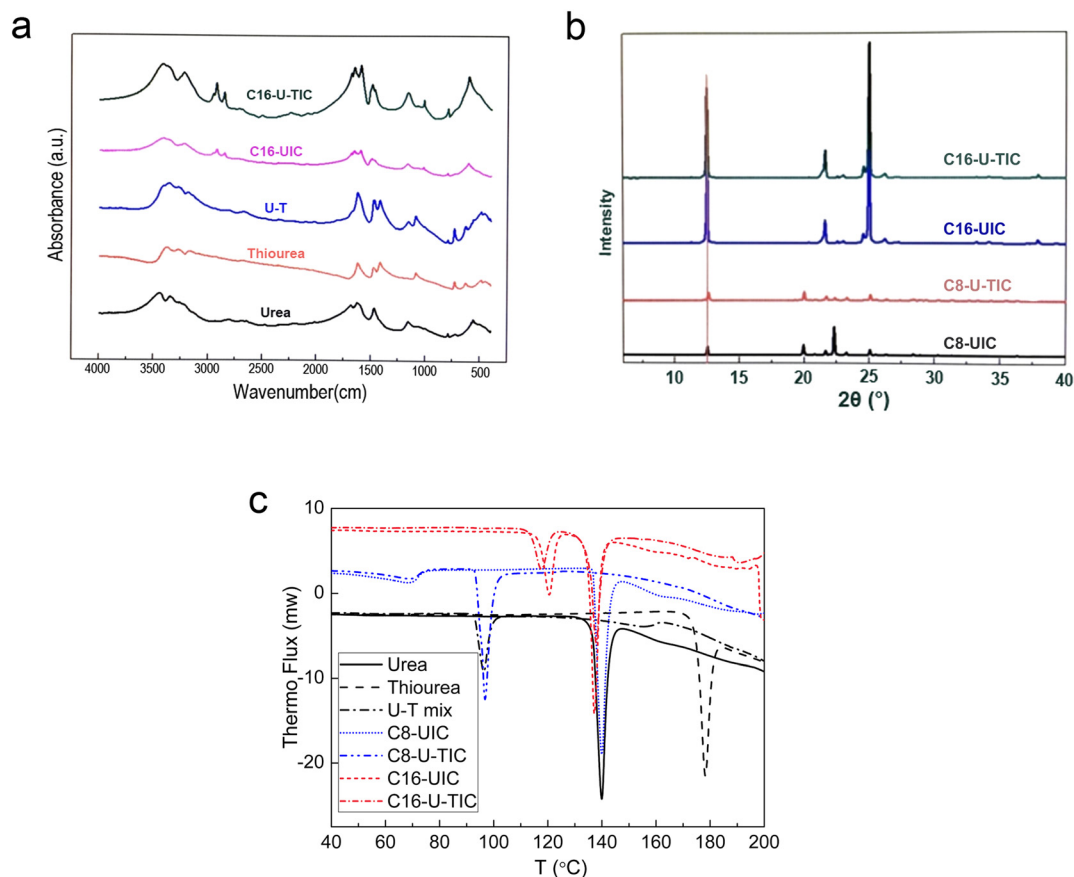 a
Absorbance (a.u.)
C16-U-TIC
C16-UIC
U-T
Thiourea
Urea
4000 3500 3000 2500 2000 1500 1000 500
Wavenumber(cm)
b
Intensity
C16-U-TIC
C16-UIC
C8-U-TIC
C8-UIC
10 15 20 25 30 35 40
2θ (°)
c
Thermo Flux (mw)
10
0
-10
-20
Urea
Thiourea
U-T mix
C8-UIC
C8-U-TIC
C16-UIC
C16-U-TIC
40 60 80 100 120 140 160 180 200
T (°C)